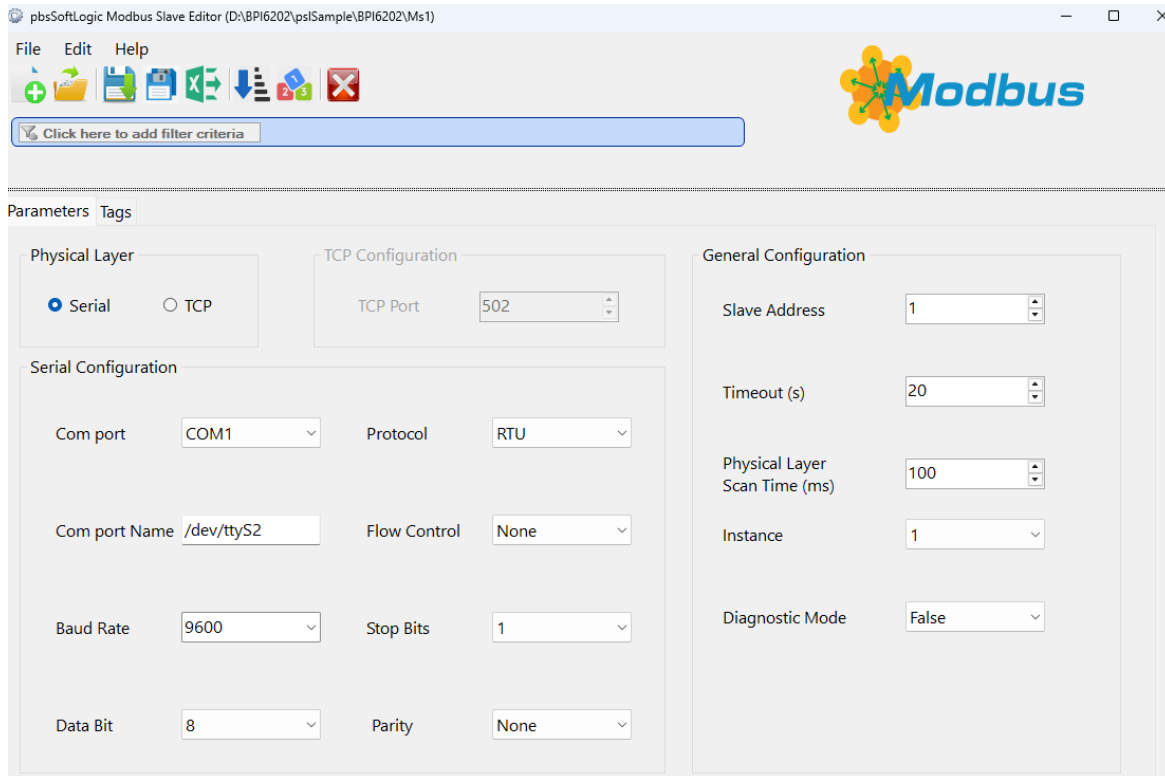 pbsSoftLogic Modbus Slave Editor (D:\BPI6202\pslSample\BPI6202\Ms1)
File Edit Help
Modbus
Click here to add filter criteria
Parameters Tags
Physical Layer
Serial TCP
TCP Configuration
TCP Port 502
General Configuration
Slave Address 1
Timeout (s) 20
Physical Layer
Scan Time (ms) 100
Instance 1
Diagnostic Mode False
Serial Configuration
Com port COM1 Protocol RTU
Com port Name /dev/ttyS2 Flow Control None
Baud Rate 9600 Stop Bits 1
Data Bit 8 Parity None